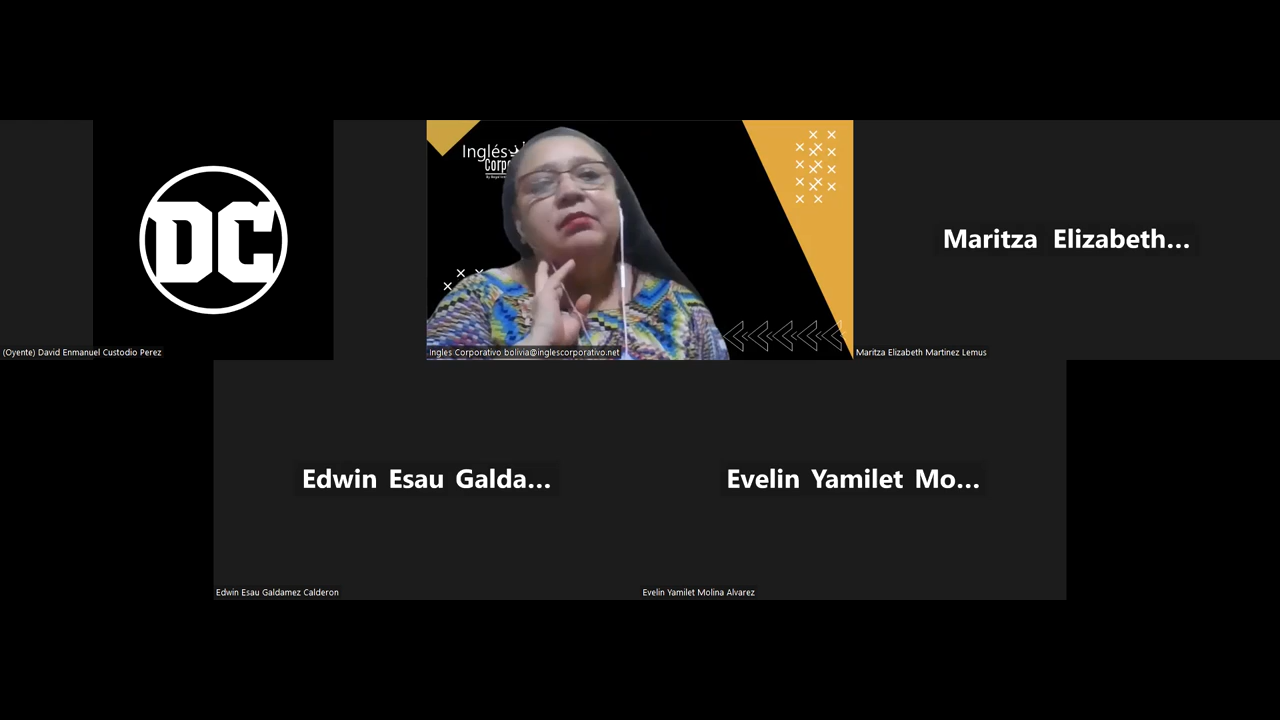 DC
(Oyente) David Enmanuel Custodio Perez
Inglés
Corpo
Ingles Corporativo bolivia@inglescorporativo.net
Maritza Elizabeth...
Maritza Elizabeth Martinez Lemus
Edwin Esau Galda...
Edwin Esau Galdamez Calderon
Evelin Yamilet Mo...
Evelin Yamilet Molina Alvarez